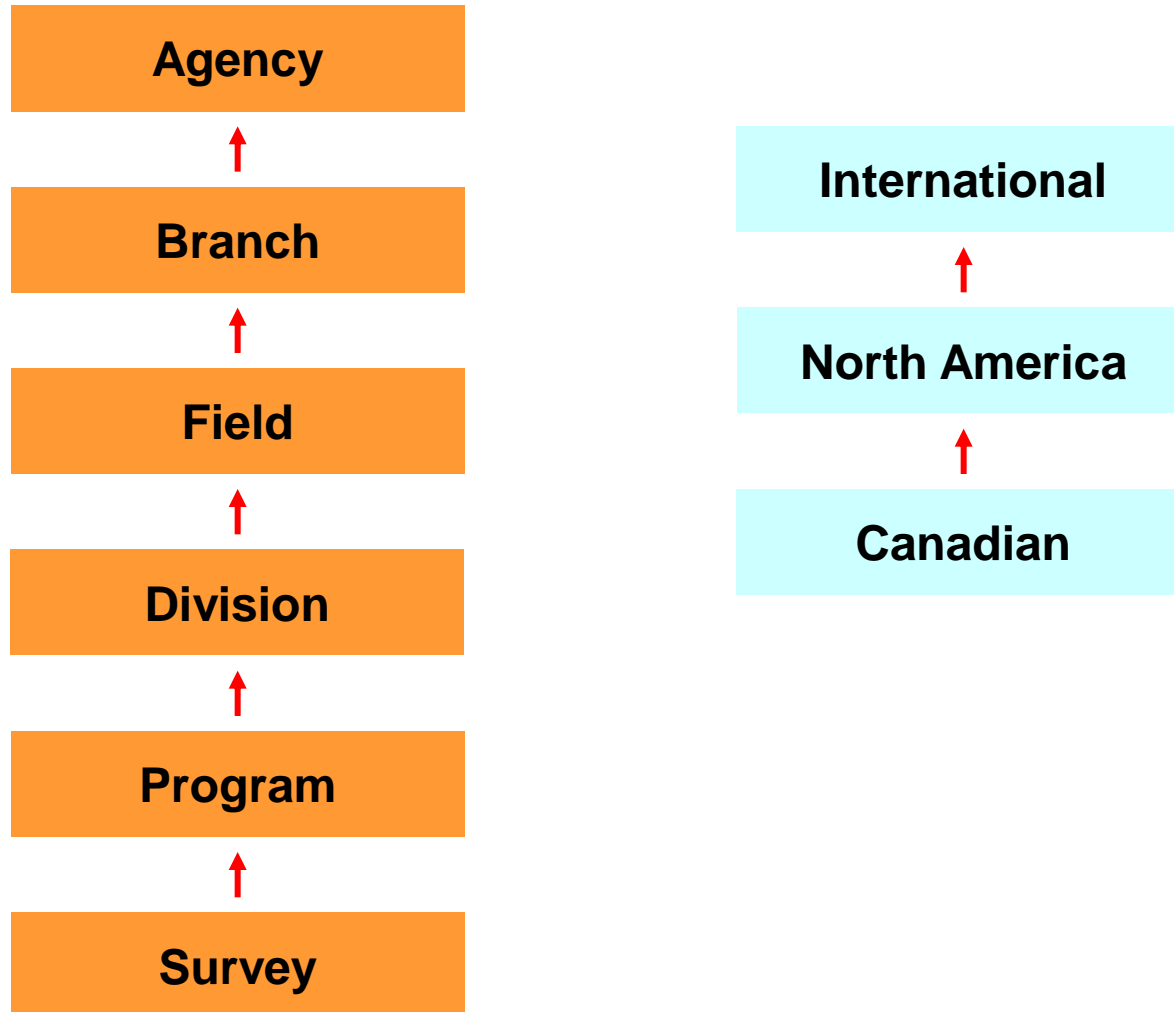 Agency
Branch
Field
Division
Program
Survey
International
North America
Canadian